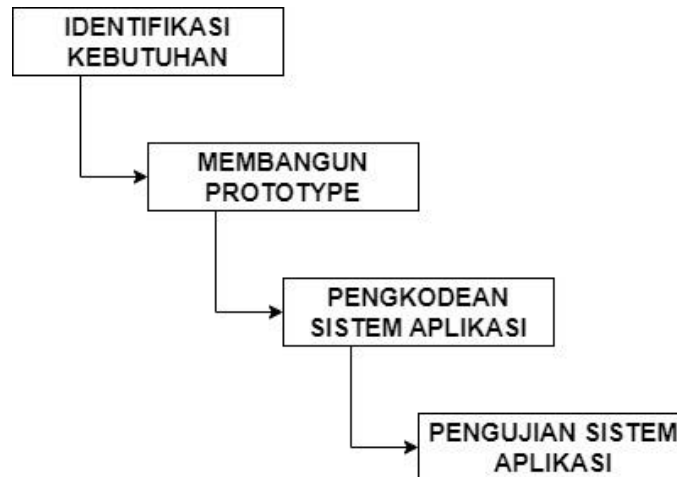 IDENTIFIKASI
KEBUTUHAN
MEMBANGUN
PROTOTYPE
PENGKODEAN
SISTEM APLIKASI
PENGUJIAN SISTEM
APLIKASI